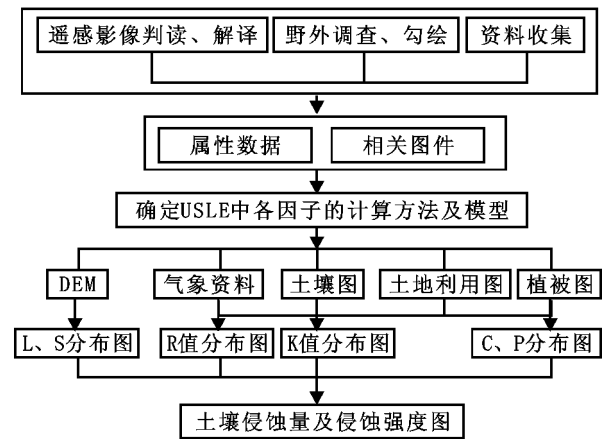 遥感影像判读、解译 野外调查、勾绘 资料收集
属性数据 相关图件
确定USLE中各因子的计算方法及模型
DEM 气象资料 土壤图 土地利用图 植被图
L、S分布图 R值分布图 K值分布图 C、P分布图
土壤侵蚀量及侵蚀强度图